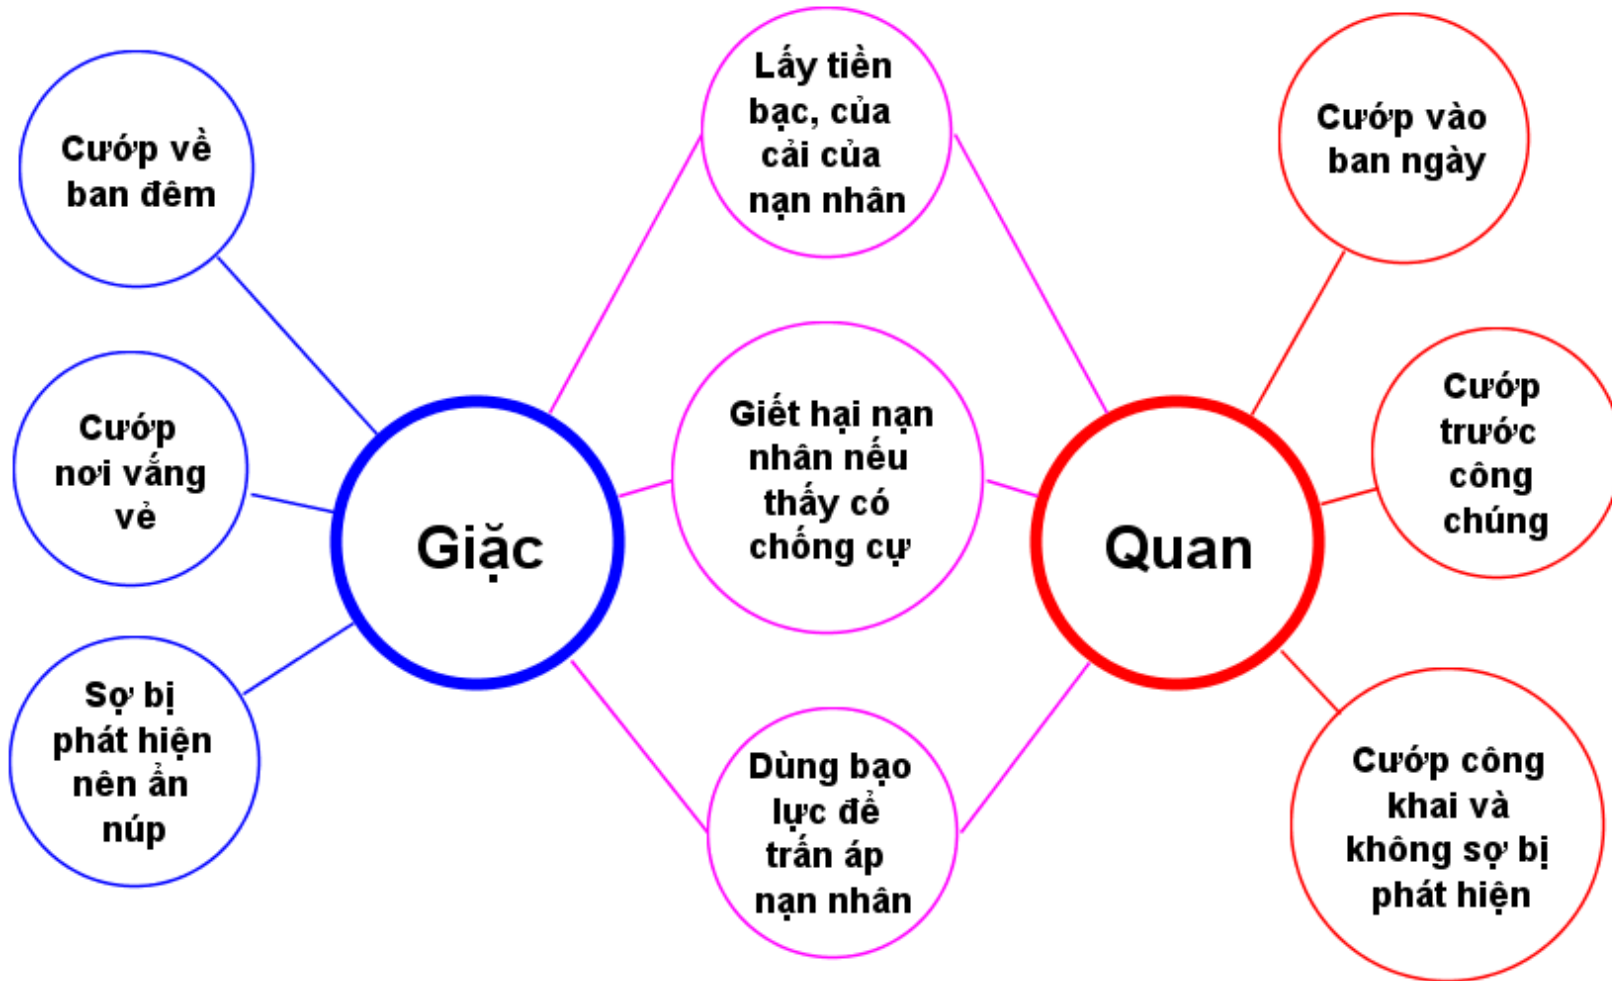 Cướp về
ban đêm
Cướp
nơi vắng
vẻ
Sợ bị
phát hiện
nên ẩn
núp
Giặc
Lấy tiền
bạc, của
cải của
nạn nhân
Giết hại nạn
nhân nếu
thấy có
chống cự
Dùng bạo
lực để
trấn áp
nạn nhân
Quan
Cướp vào
ban ngày
Cướp
trước
công
chúng
Cướp công
khai và
không sợ bị
phát hiện